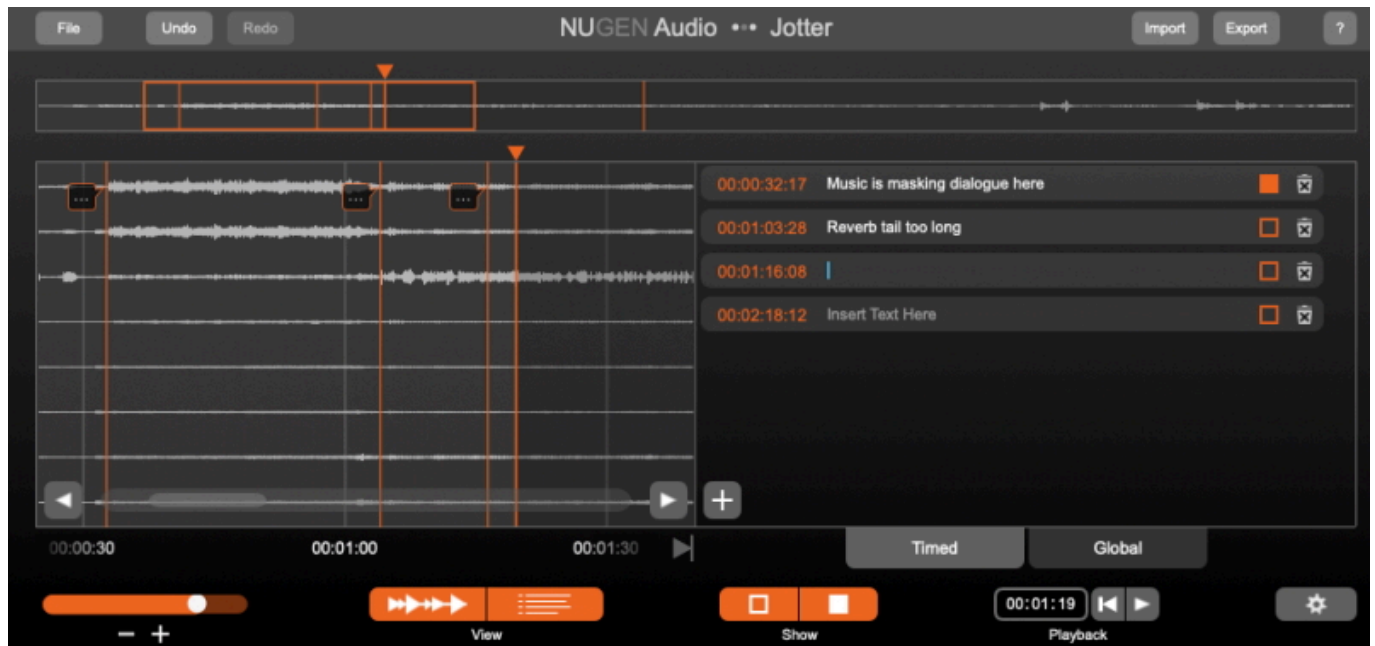 File Undo Redo NUGEN Audio Jotter Import Export ?
00:00:32:17 Music is masking dialogue here
00:01:03:28 Reverb tail too long
00:01:16:08
00:02:18:12 Insert Text Here
00:00:30 00:01:00 00:01:30 Timed Global
00:01:19
View Show Playback